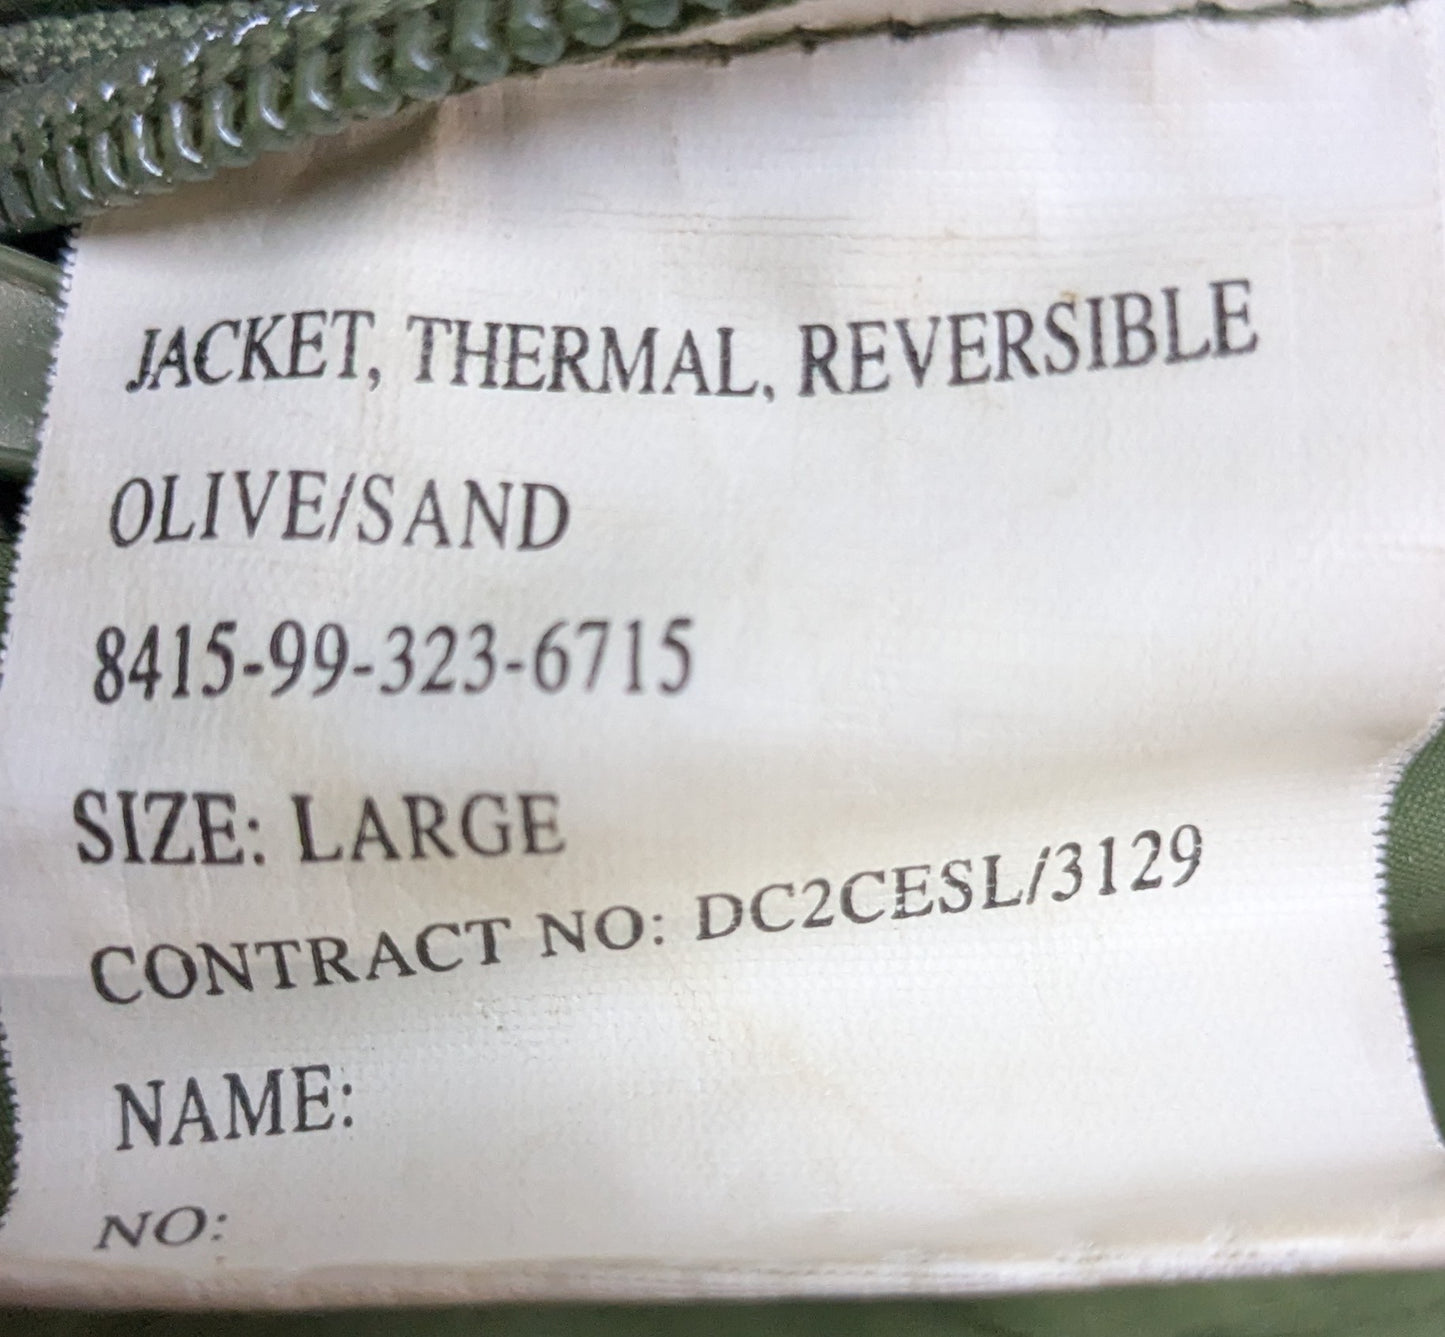 JACKET, THERMAL, REVERSIBLE
OLIVE/SAND
8415-99-323-6715
SIZE: LARGE
CONTRACT NO: DC2CESL/3129
NAME:
NO: